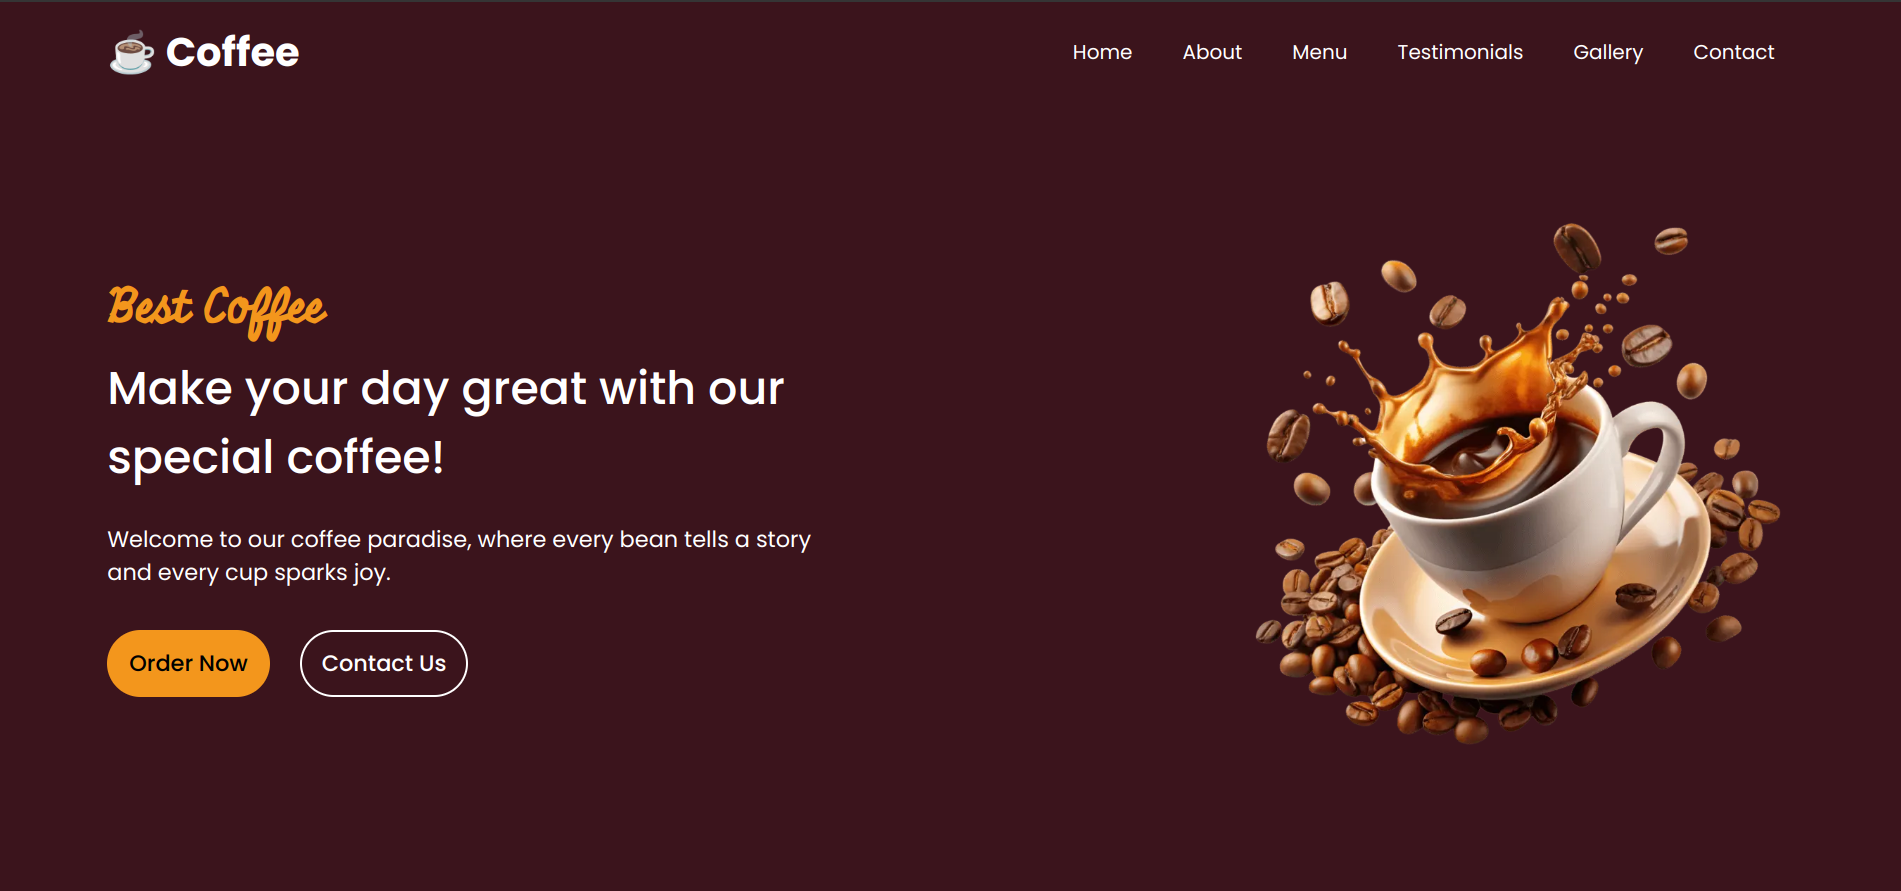 ☕ Coffee
Home About Menu Testimonials Gallery Contact
Best Coffee
Make your day great with our
special coffee!
Welcome to our coffee paradise, where every bean tells a story
and every cup sparks joy.
Order Now Contact Us